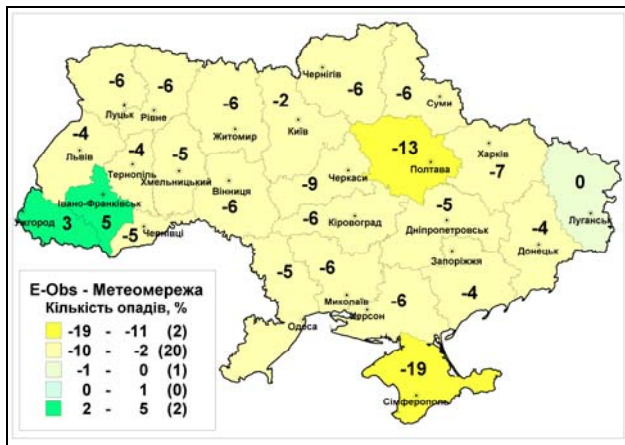 Чернігів
-6
-6
-6
-2
-6
-6
Суми
Луцьк
Рівне
Житомир
Київ
-4
Львів
-4
Тернопіль
-5
Хмельницький
Вінниця
-6
-9
Черкаси
-13
Полтава
Харків
-7
0
Луганськ
Івано-Франківськ
Ужгород
3
5
-5
Чернівці
-6
Кіровоград
-5
Дніпропетровськ
-4
Донецьк
Запоріжжя
-4
-5
-6
Миколаїв
-6
Херсон
Одеса
-19
Сімферополь
E-Obs - Метеомережа
Кількість опадів, %
-19 - -11 (2)
-10 - -2 (20)
-1 - 0 (1)
0 - 1 (0)
2 - 5 (2)